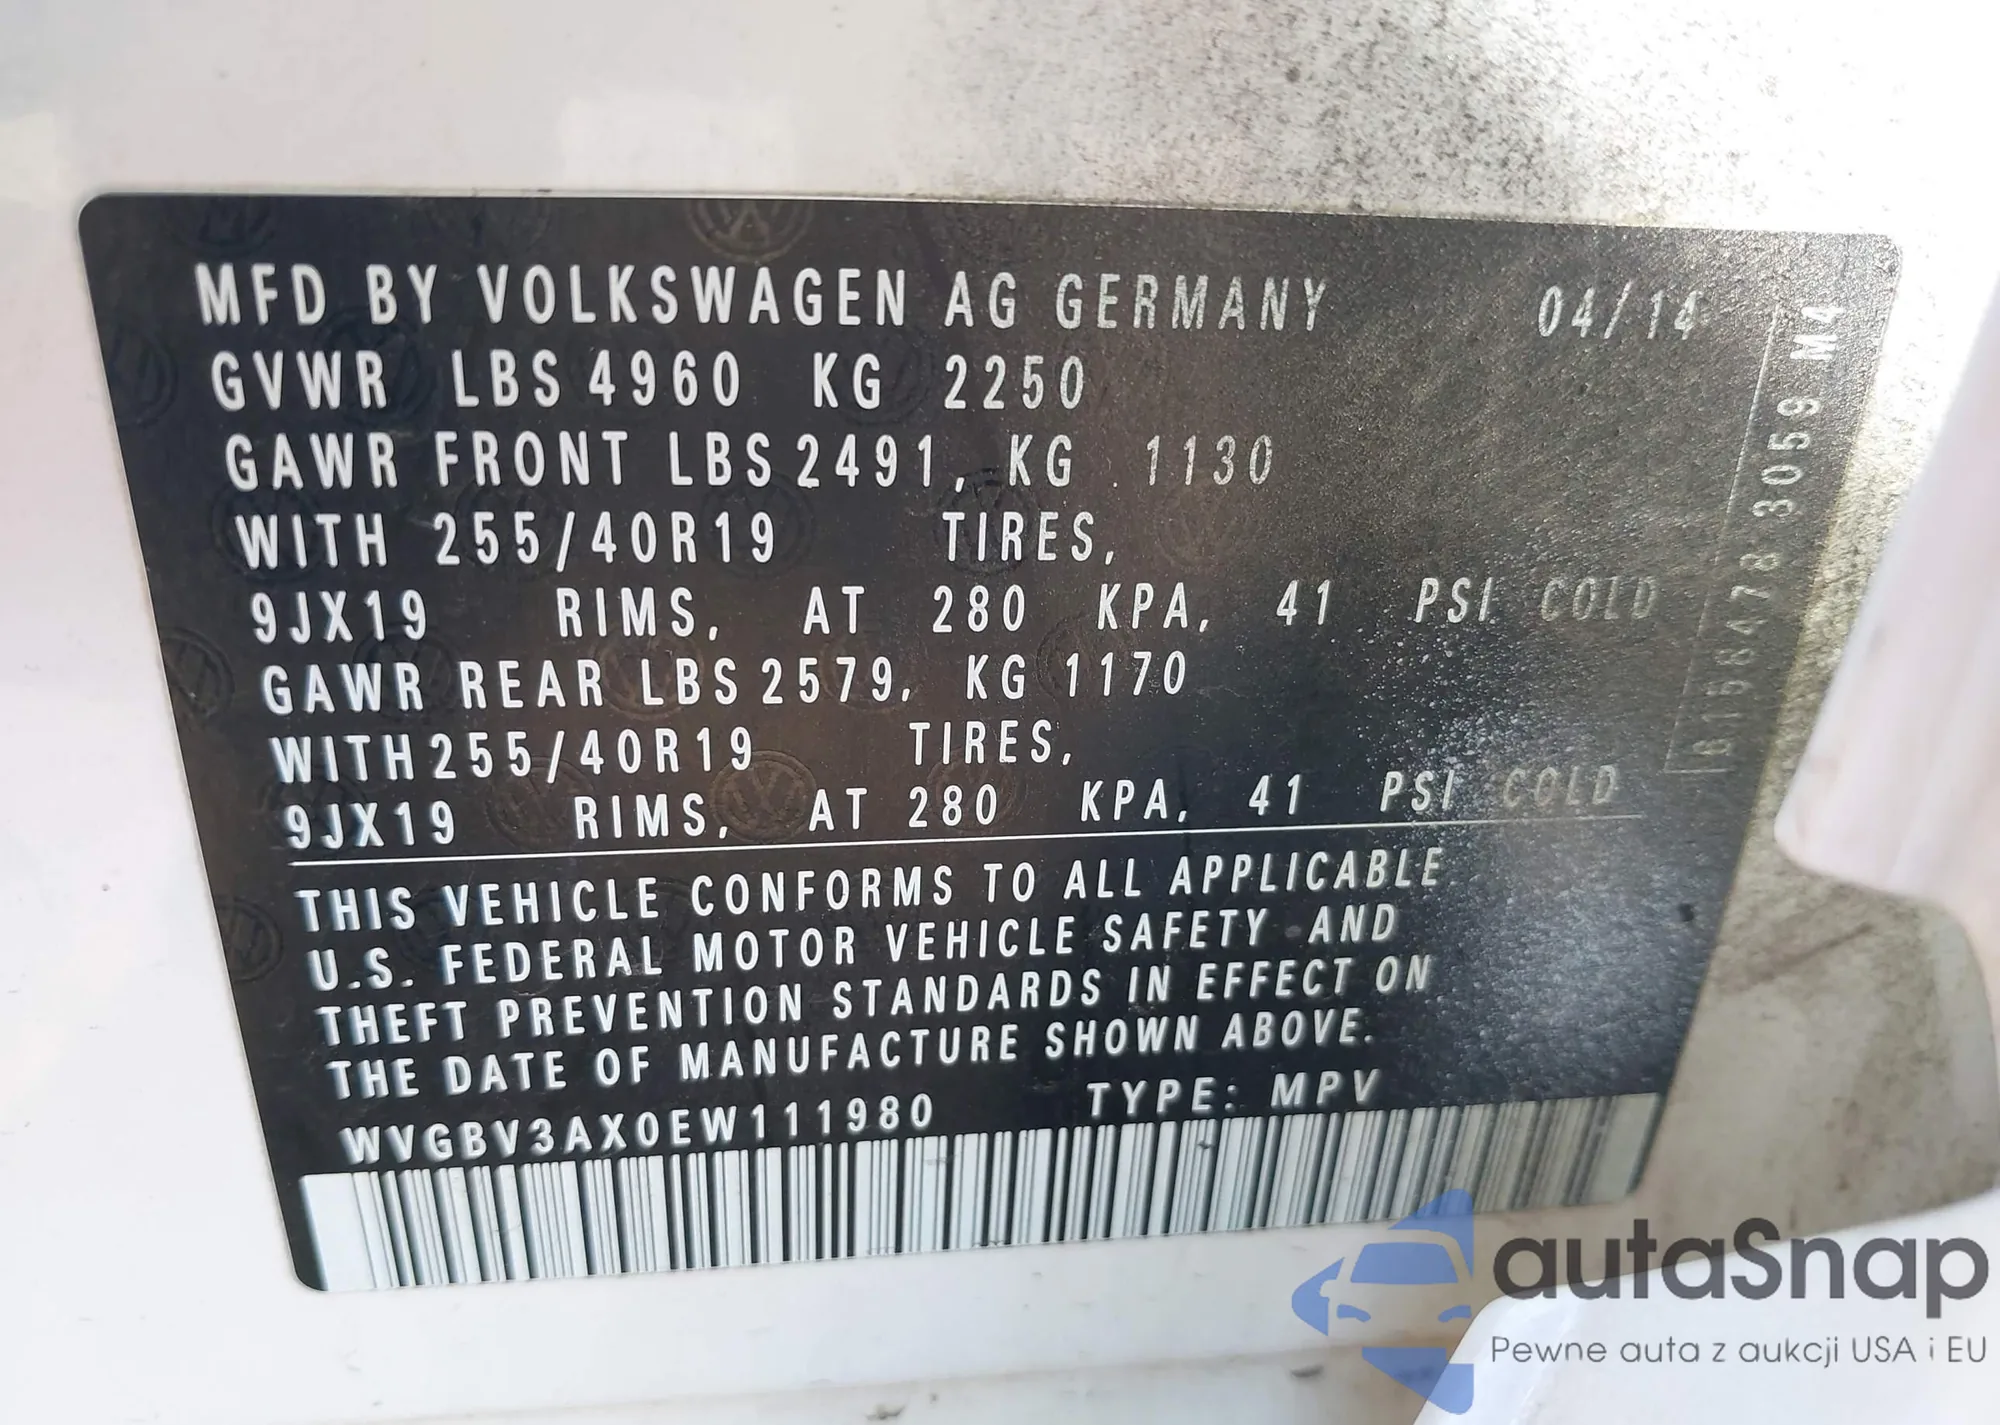 MFD BY VOLKSWAGEN AG GERMANY 04/14
GVWR LBS 4960 KG 2250
GAWR FRONT LBS 2491, KG 1130
WITH 255/40R19 TIRES,
9JX19 RIMS, AT 280 KPA, 41 PSI COLD
GAWR REAR LBS 2579, KG 1170
WITH 255/40R19 TIRES,
9JX19 RIMS, AT 280 KPA, 41 PSI COLD
THIS VEHICLE CONFORMS TO ALL APPLICABLE
U.S. FEDERAL MOTOR VEHICLE SAFETY AND
THEFT PREVENTION STANDARDS IN EFFECT ON
THE DATE OF MANUFACTURE SHOWN ABOVE.
WVGBV3AX0EW111980 TYPE: MPV
3059 M4
autaSnap
Pewne auta z aukcji USA i EU